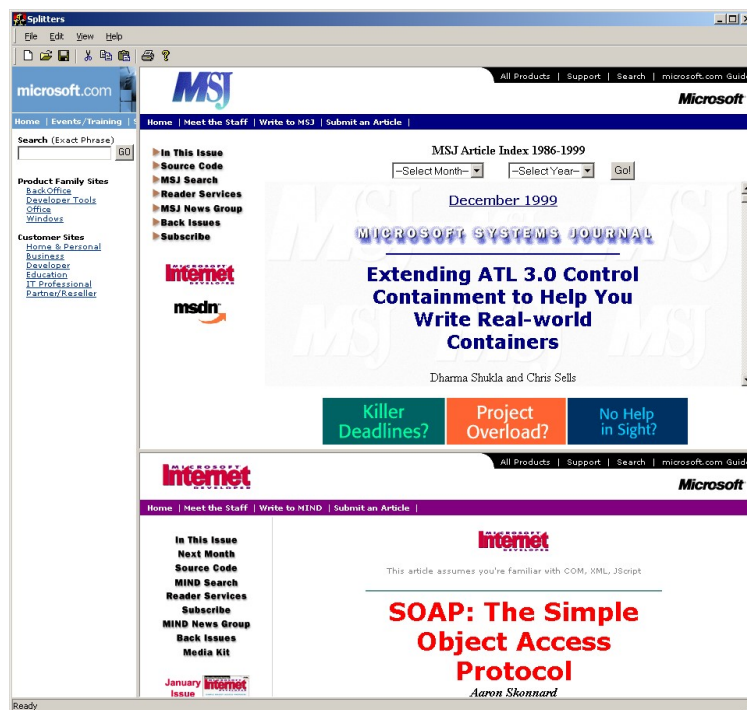 Splitters
File Edit View Help
microsoft.com
Home | Events/Training |
Search (Exact Phrase)
GO
Product Family Sites
BackOffice
Developer Tools
Office
Windows
Customer Sites
Home & Personal
Business
Developer
Education
IT Professional
Partner/Reseller
MSJ
All Products | Support | Search | microsoft.com Guide
Microsoft
Home | Meet the Staff | Write to MSJ | Submit an Article |
In This Issue
Source Code
MSJ Search
Reader Services
MSJ News Group
Back Issues
Subscribe
MICROSOFT
Internet
DEVELOPER
msdn
MSJ Article Index 1986-1999
--Select Month-- --Select Year-- Go!
December 1999
MICROSOFT SYSTEMS JOURNAL
Extending ATL 3.0 Control
Containment to Help You
Write Real-world
Containers
Dharma Shukla and Chris Sells
Killer
Deadlines?
Project
Overload?
No Help
in Sight?
MICROSOFT
Internet
DEVELOPER
All Products | Support | Search | microsoft.com Guide
Microsoft
Home | Meet the Staff | Write to MIND | Submit an Article |
In This Issue
Next Month
Source Code
MIND Search
Reader Services
Subscribe
MIND News Group
Back Issues
Media Kit
January
Issue
Internet
MICROSOFT
Internet
DEVELOPER
This article assumes you're familiar with COM, XML, JScript
SOAP: The Simple
Object Access
Protocol
Aaron Skonnard
Ready